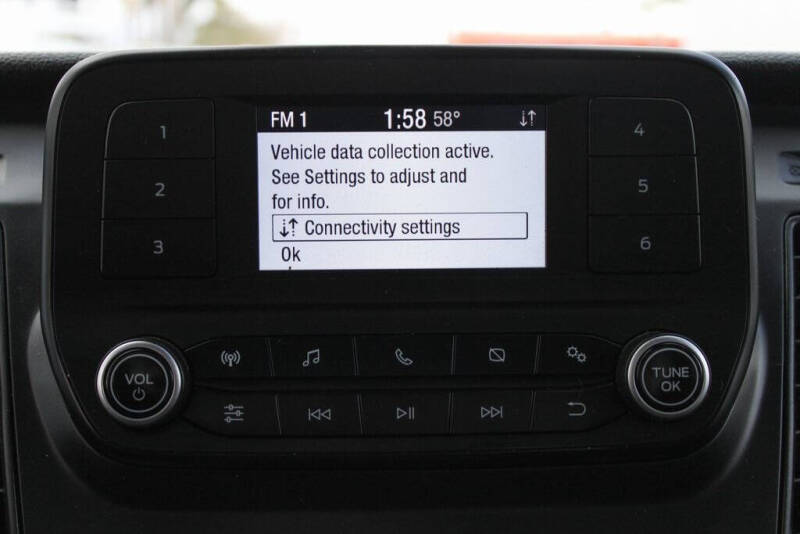 FM 1 1:58 58°
Vehicle data collection active.
See Settings to adjust and
for info.
Connectivity settings
Ok
1
2
3
4
5
6
VOL
TUNE
OK